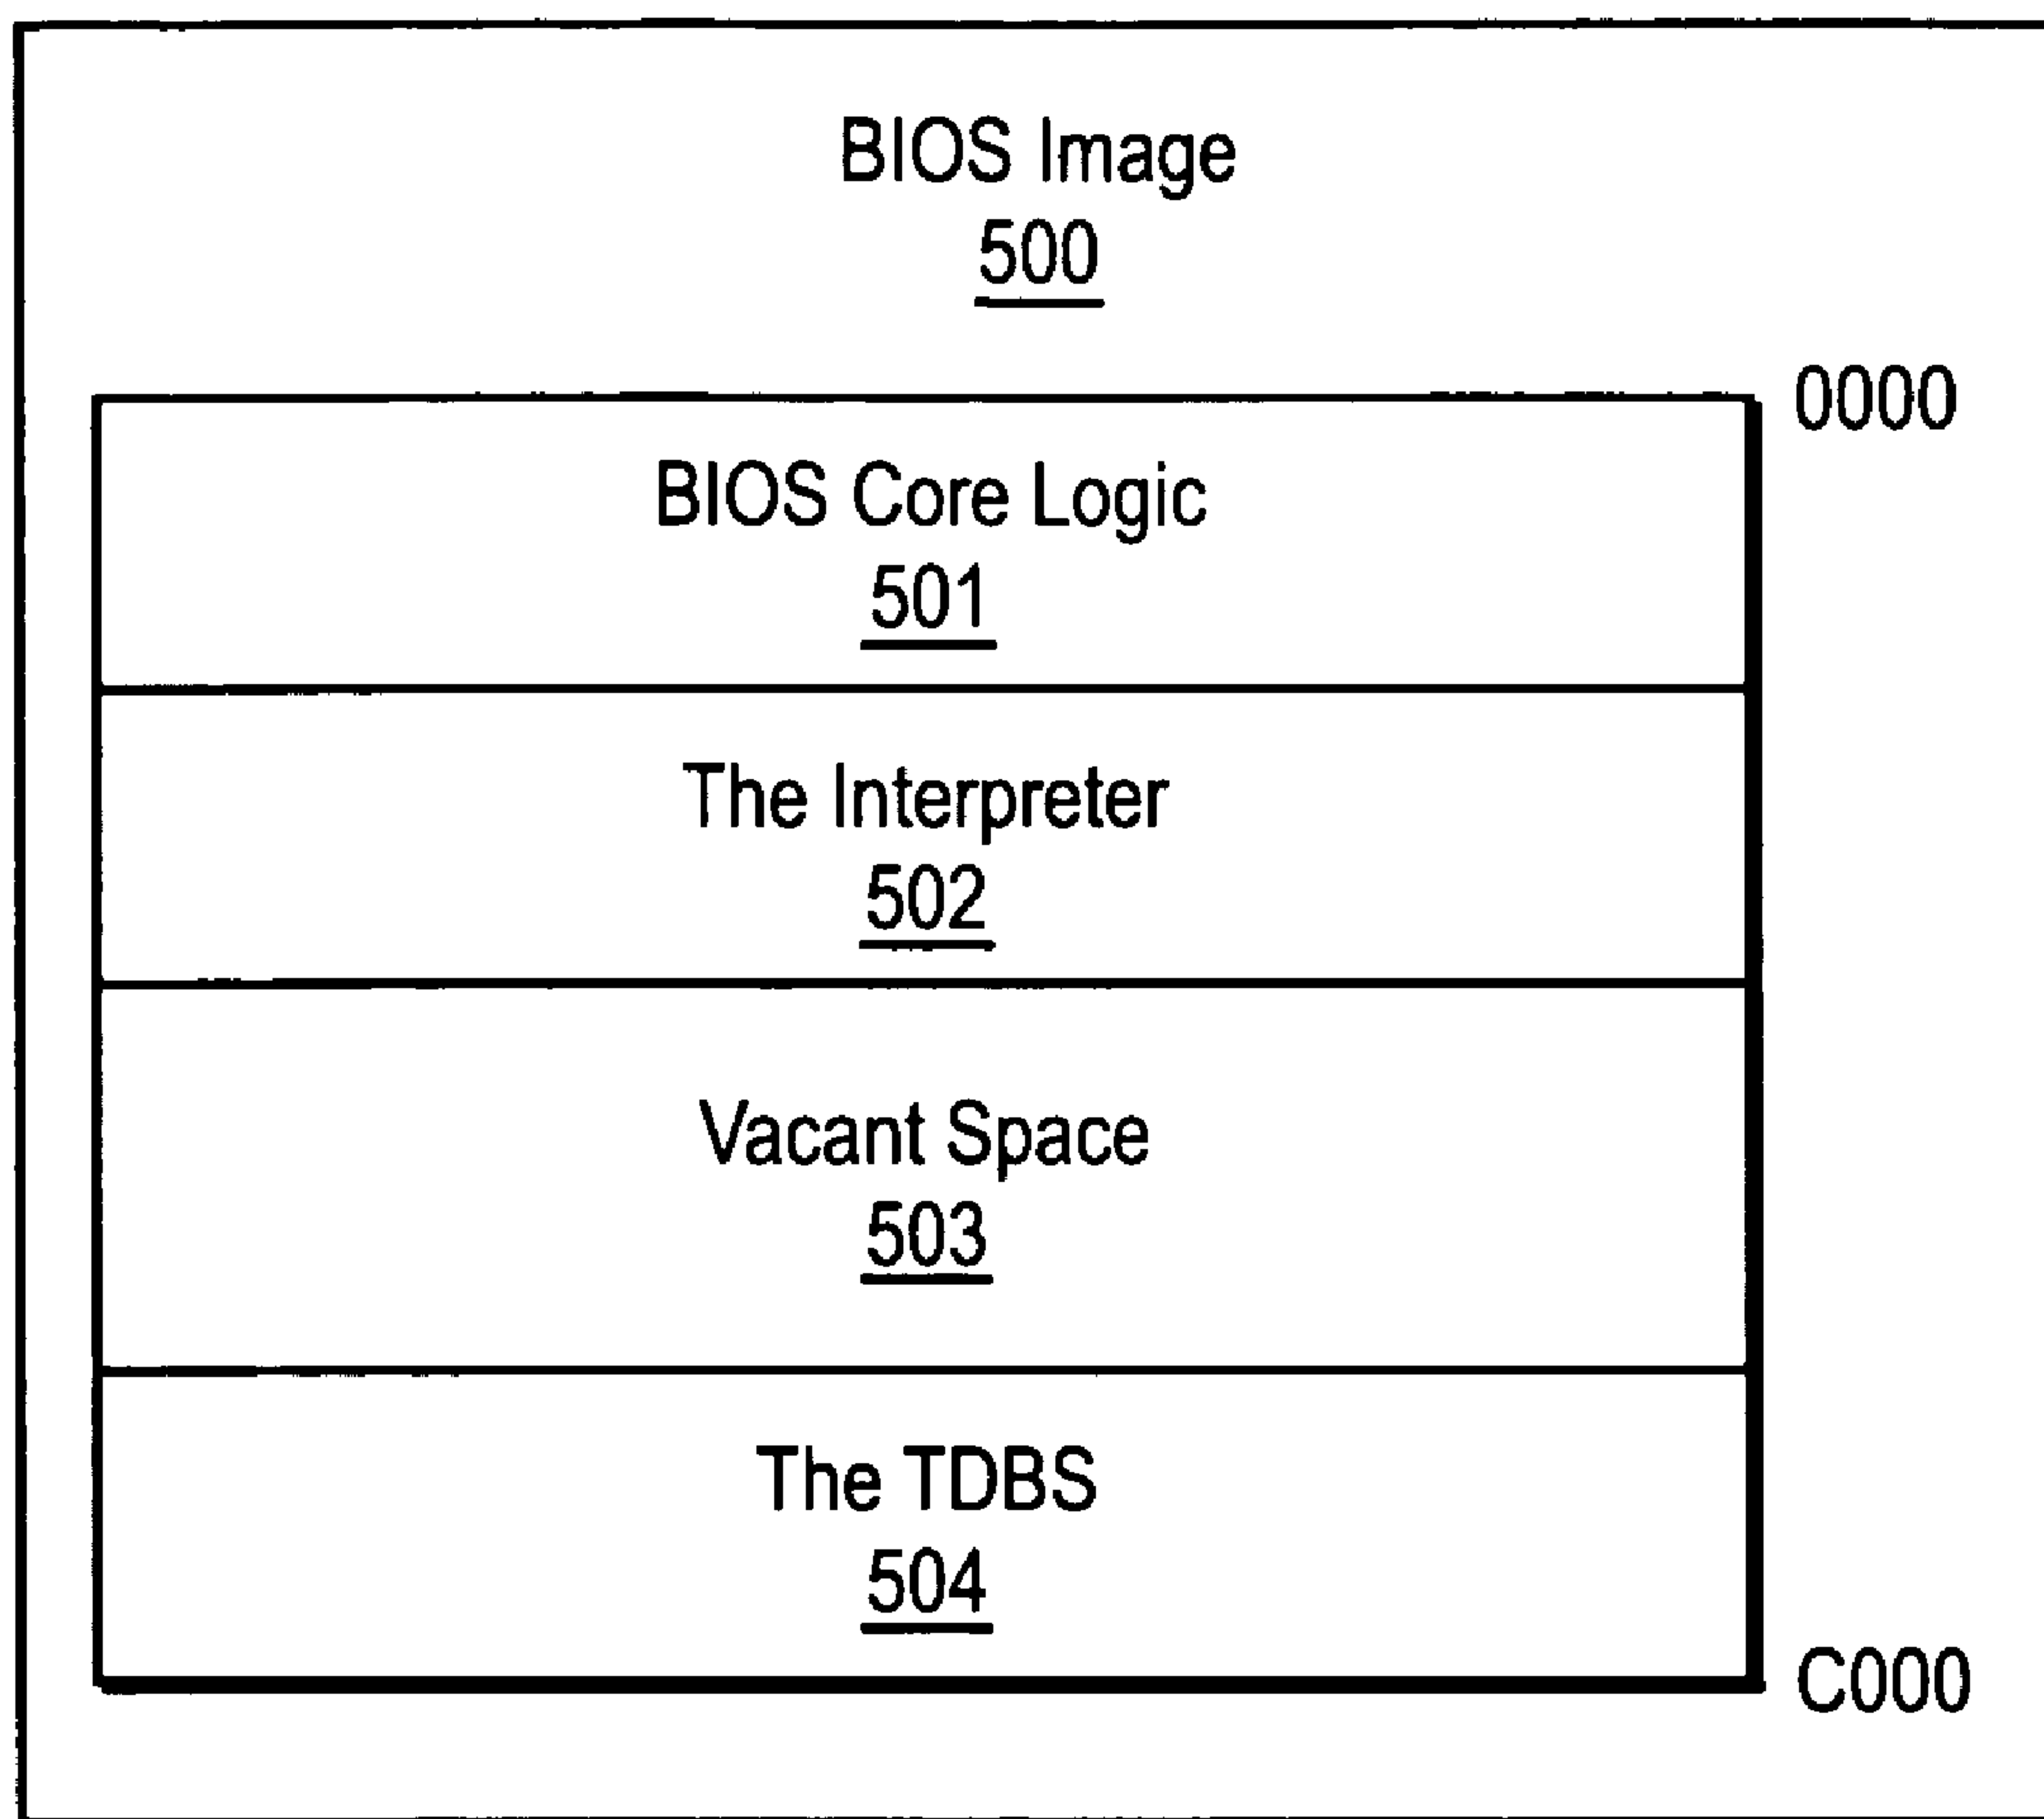 BIOS Image
500
0000
BIOS Core Logic
501
The Interpreter
502
Vacant Space
503
The TDBS
504
C000